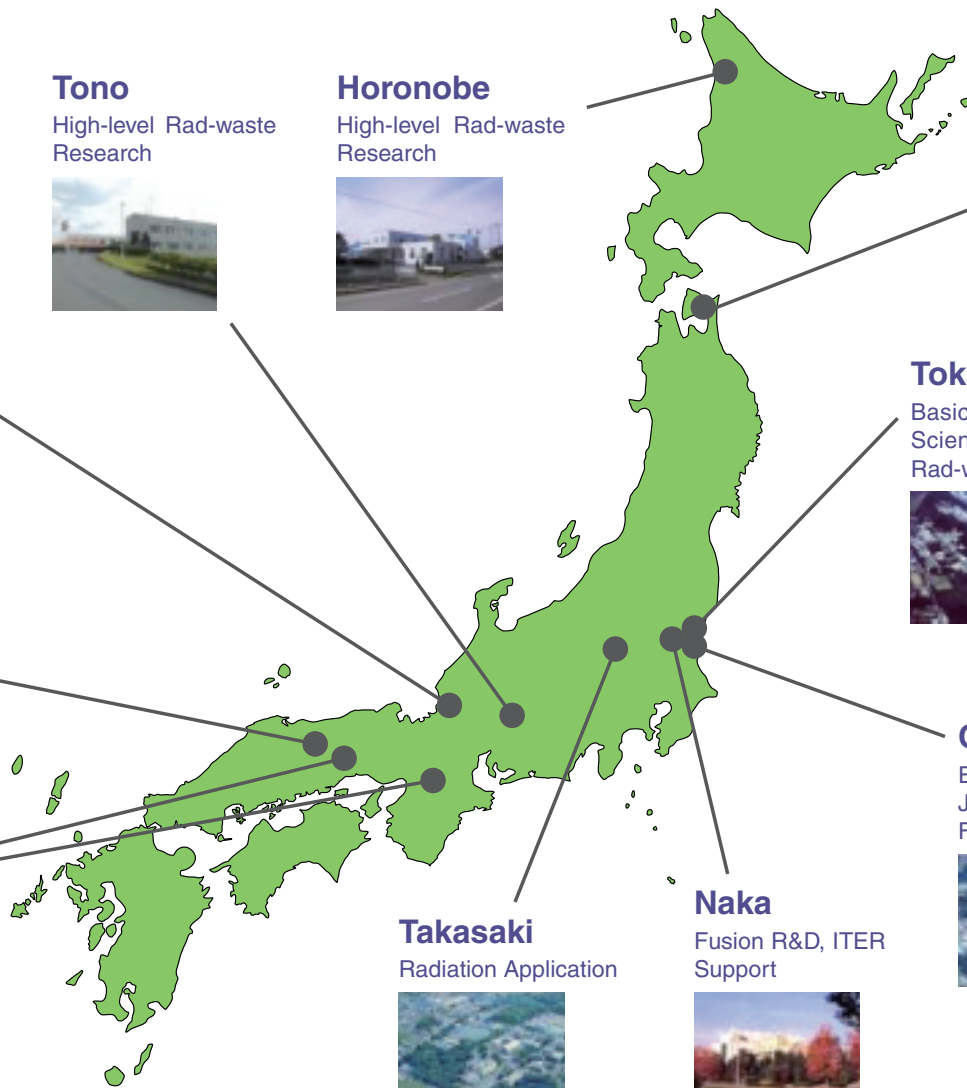 Tono
High-level Rad-waste
Research
Horonobe
High-level Rad-waste
Research
Takasaki
Radiation Application
Naka
Fusion R&D, ITER
Support